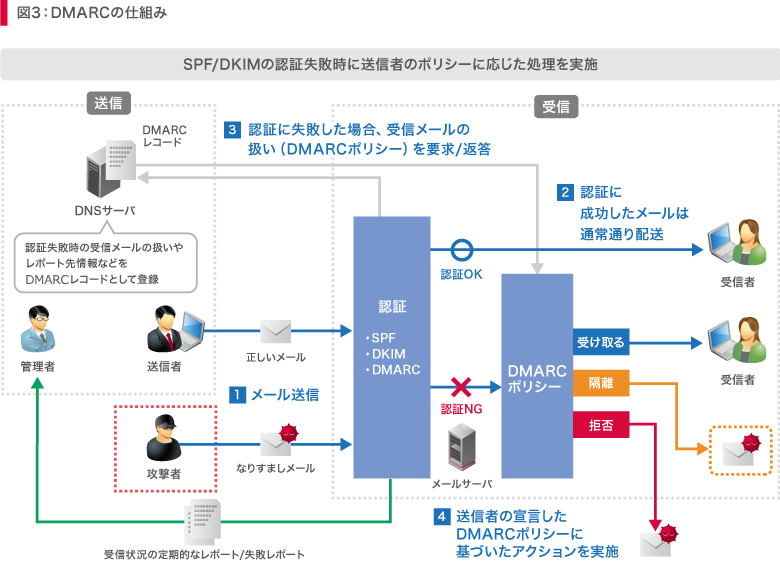 図3：DMARCの仕組み
SPF/DKIMの認証失敗時に送信者のポリシーに応じた処理を実施
送信
受信
DMARC
レコード
3 認証に失敗した場合、受信メールの
扱い（DMARCポリシー）を要求/返答
DNSサーバ
2 認証に
成功したメールは
通常通り配送
認証失敗時の受信メールの扱いや
レポート先情報などを
DMARCレコードとして登録
認証OK
受信者
認証
・SPF
・DKIM
・DMARC
管理者
送信者
正しいメール
DMARC
ポリシー
受け取る
受信者
隔離
拒否
1 メール送信
認証NG
攻撃者
なりすましメール
メールサーバ
4 送信者の宣言した
DMARCポリシーに
基づいたアクションを実施
受信状況の定期的なレポート/失敗レポート